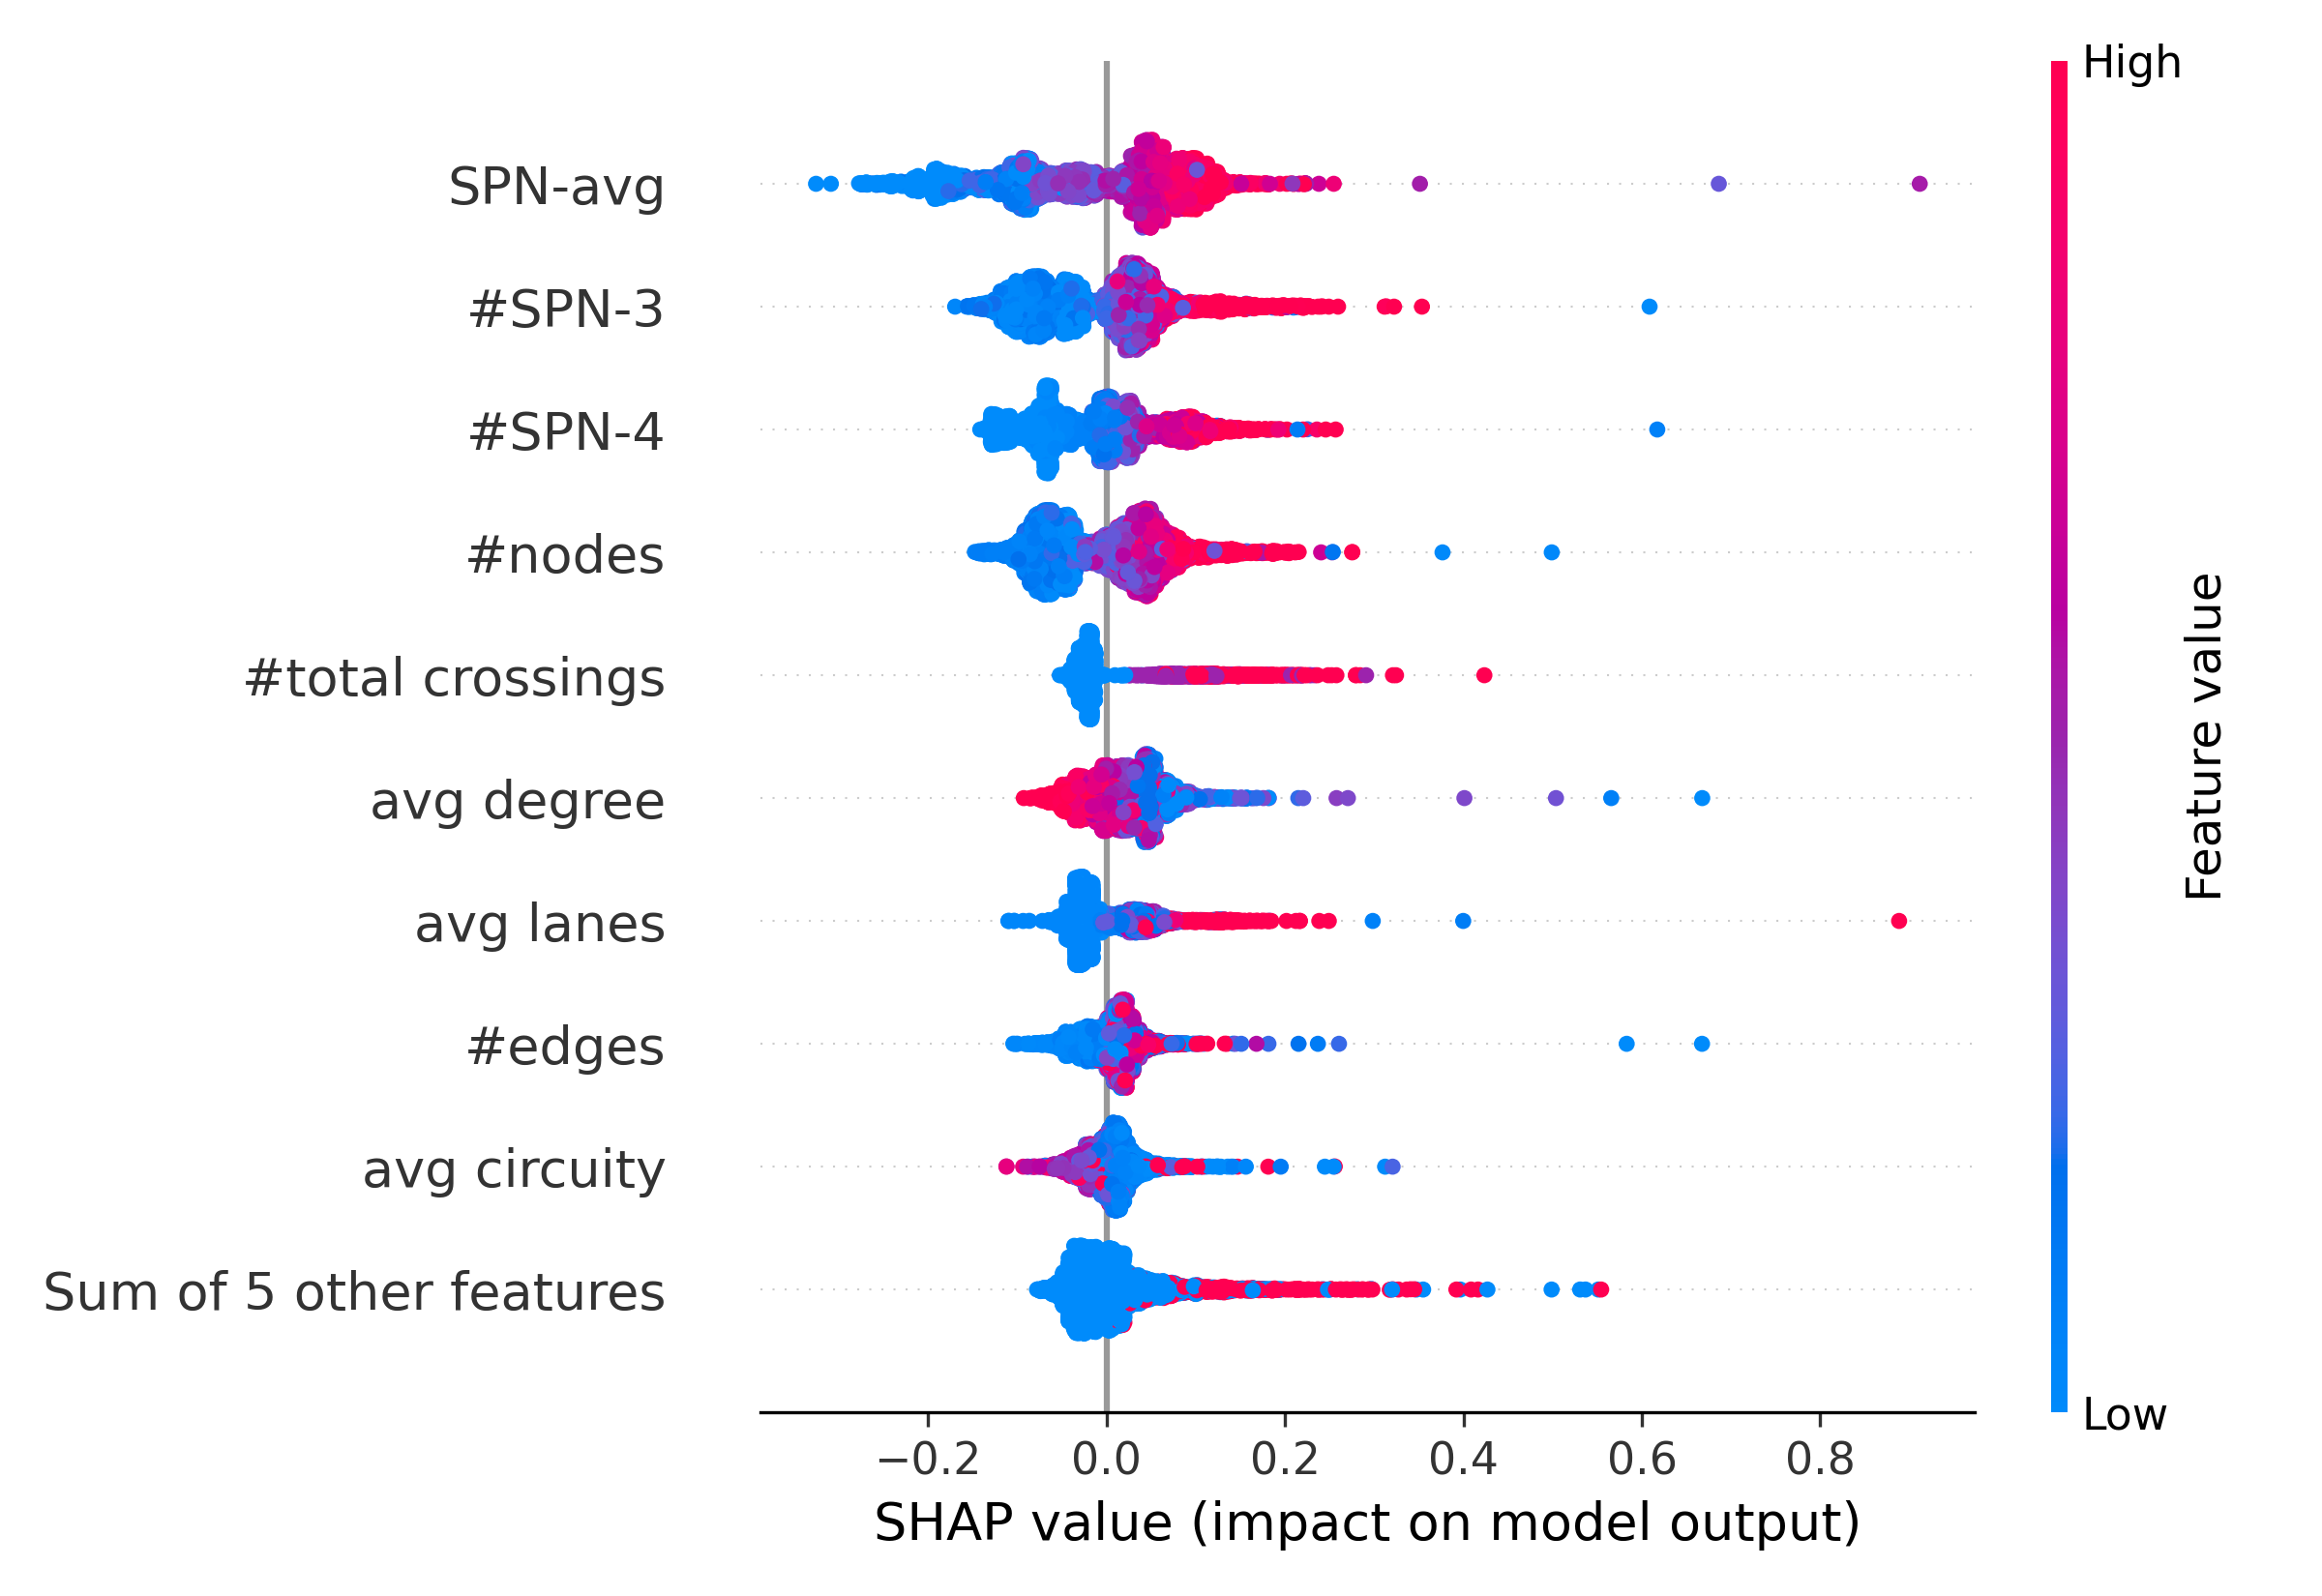 High
SPN-avg
#SPN-3
#SPN-4
#nodes
#total crossings
avg degree
avg lanes
#edges
avg circuity
Sum of 5 other features
Feature value
Low
−0.2 0.0 0.2 0.4 0.6 0.8
SHAP value (impact on model output)